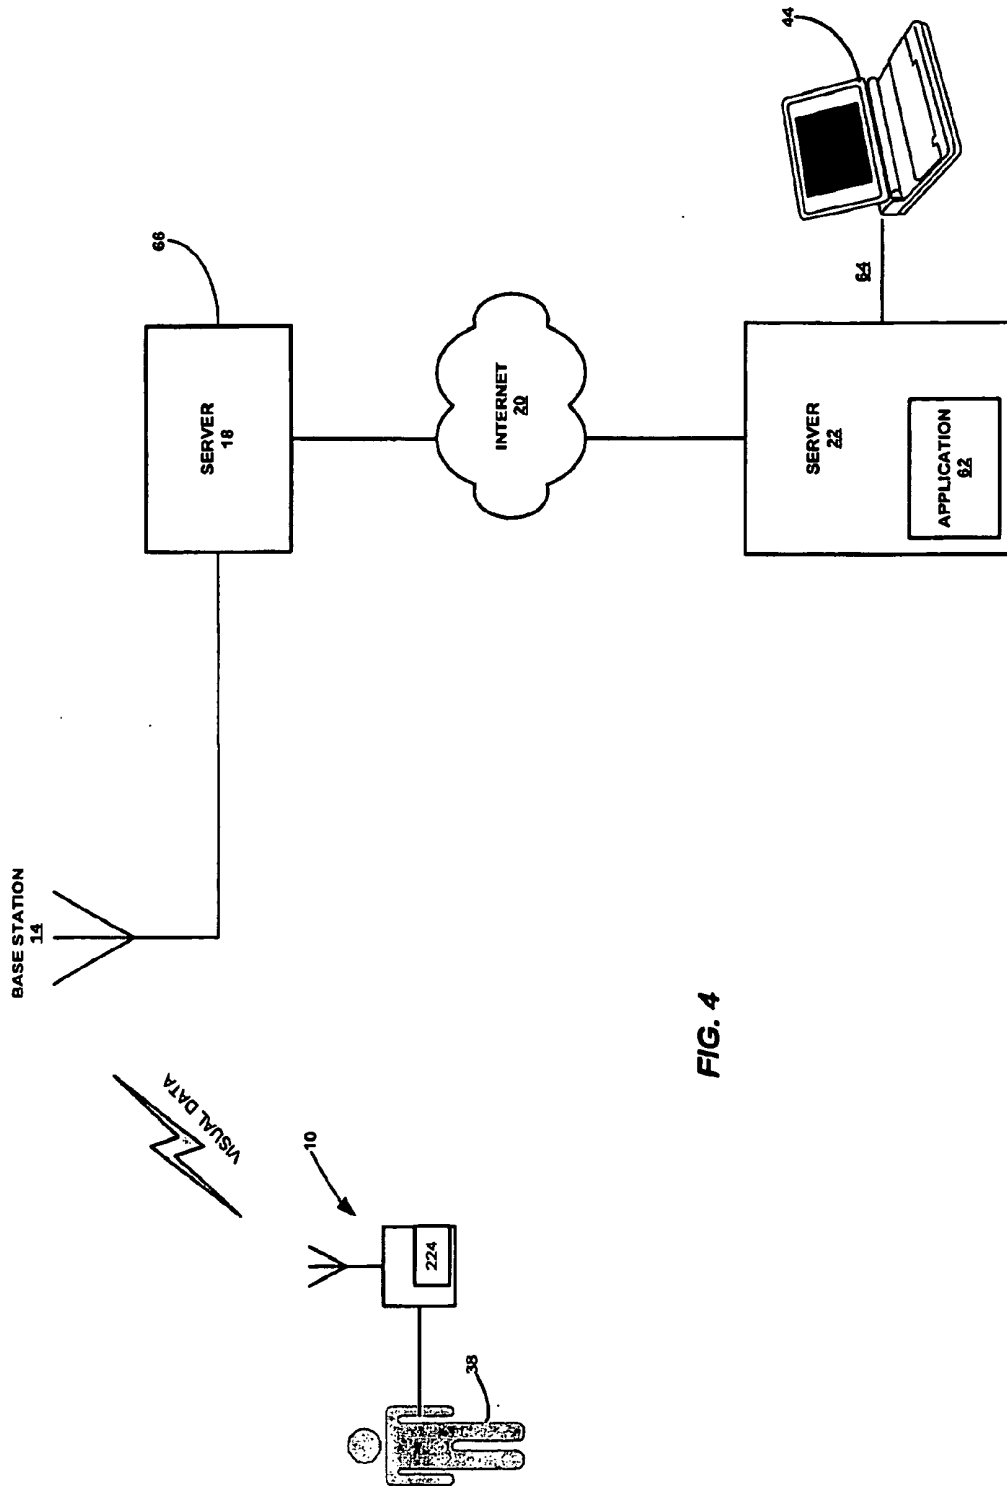 BASE STATION
14
VISUAL DATA
10
224
38
SERVER
18
66
INTERNET
20
SERVER
22
APPLICATION
62
64
44
FIG. 4